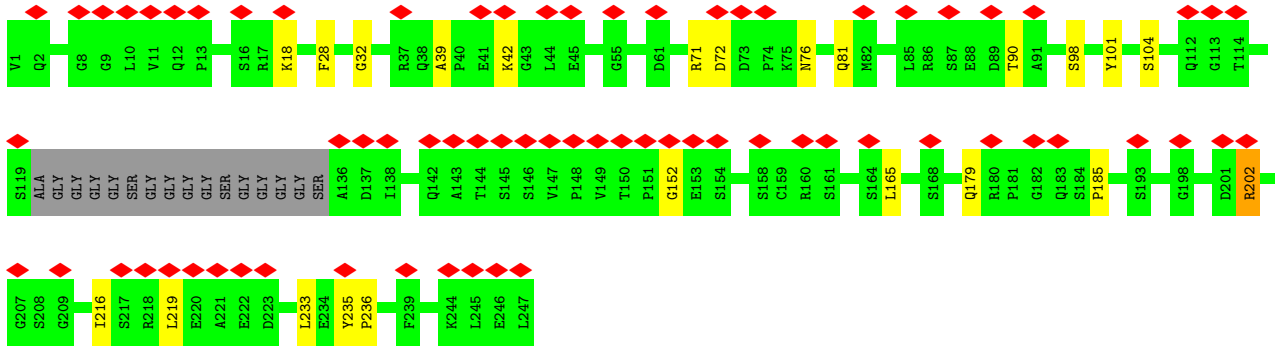 V1 Q2 G8 G9 L10 V11 Q12 P13 S16 R17 K18 F28 G32 R37 Q38 A39 P40 E41 K42 G43 L44 E45 G55 D61 R71 D72 D73 P74 K75 N76 Q81 M82 L85 R86 S87 E88 D89 T90 A91 S98 Y101 S104 Q112 G113 T114
S119 ALA GLY GLY GLY GLY SER GLY GLY GLY GLY SER GLY GLY GLY GLY SER A136 D137 I138 Q142 A143 T144 S145 S146 V147 P148 V149 T150 P151 G152 E153 S154 S158 C159 R160 S161 S164 L165 S168 Q179 R180 P181 G182 Q183 S184 P185 S193 G198 D201 R202
G207 S208 G209 I216 S217 R218 L219 E220 A221 E222 D223 L233 E234 Y235 P236 F239 K244 L245 E246 L247